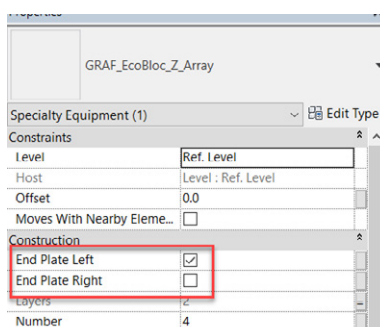 Properties
GRAF_EcoBloc_Z_Array
Specialty Equipment (1) Edit Type
Constraints
Level Ref. Level
Host Level : Ref. Level
Offset 0.0
Moves With Nearby Eleme...
Construction
End Plate Left
End Plate Right
Layers 2 =
Number 4